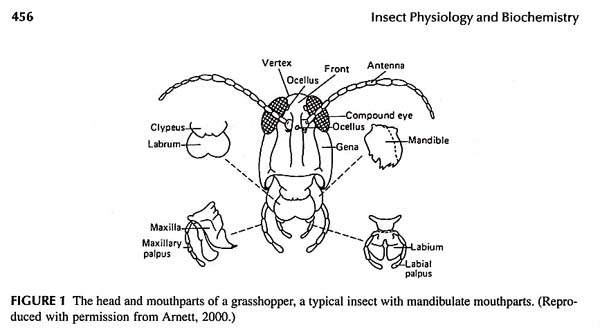 456
Insect Physiology and Biochemistry
Vertex
Front
Antenna
Ocellus
Compound eye
Clypeus
Ocellus
Labrum
Gena
Mandible
Maxilla
Maxillary
palpus
Labium
Labial
palpus
FIGURE 1 The head and mouthparts of a grasshopper, a typical insect with mandibulate mouthparts. (Repro-
duced with permission from Arnett, 2000.)